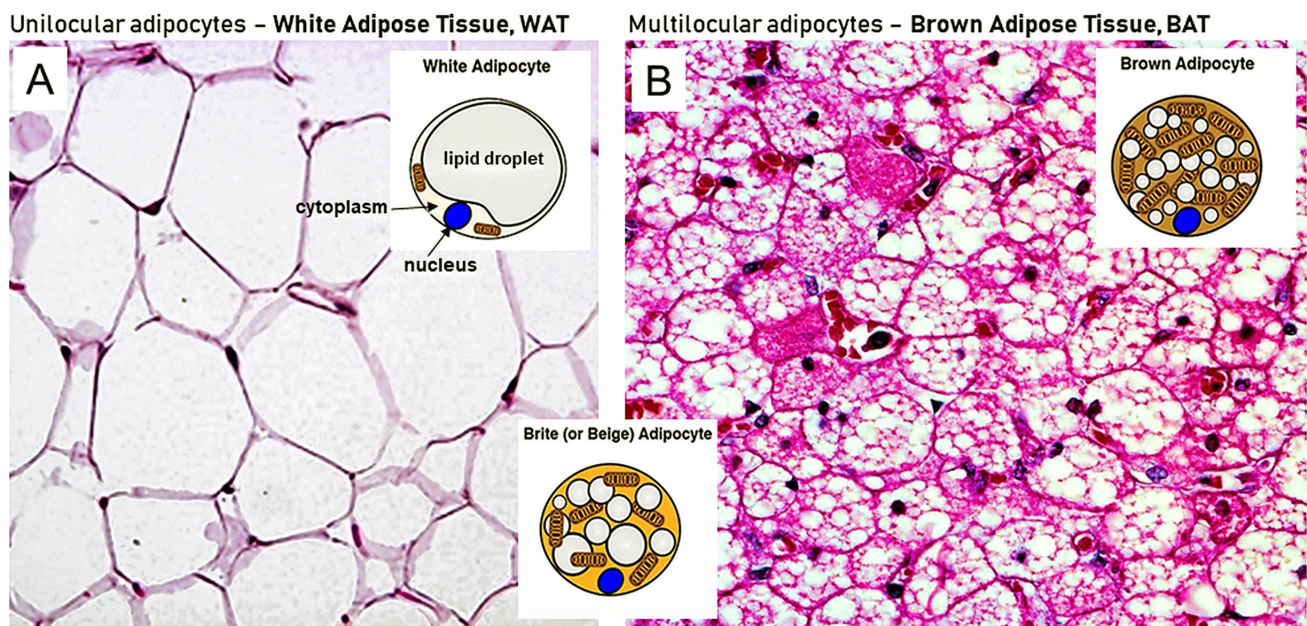 Unilocular adipocytes – White Adipose Tissue, WAT
Multilocular adipocytes – Brown Adipose Tissue, BAT
A
White Adipocyte
lipid droplet
cytoplasm
nucleus
B
Brown Adipocyte
Brite (or Beige) Adipocyte